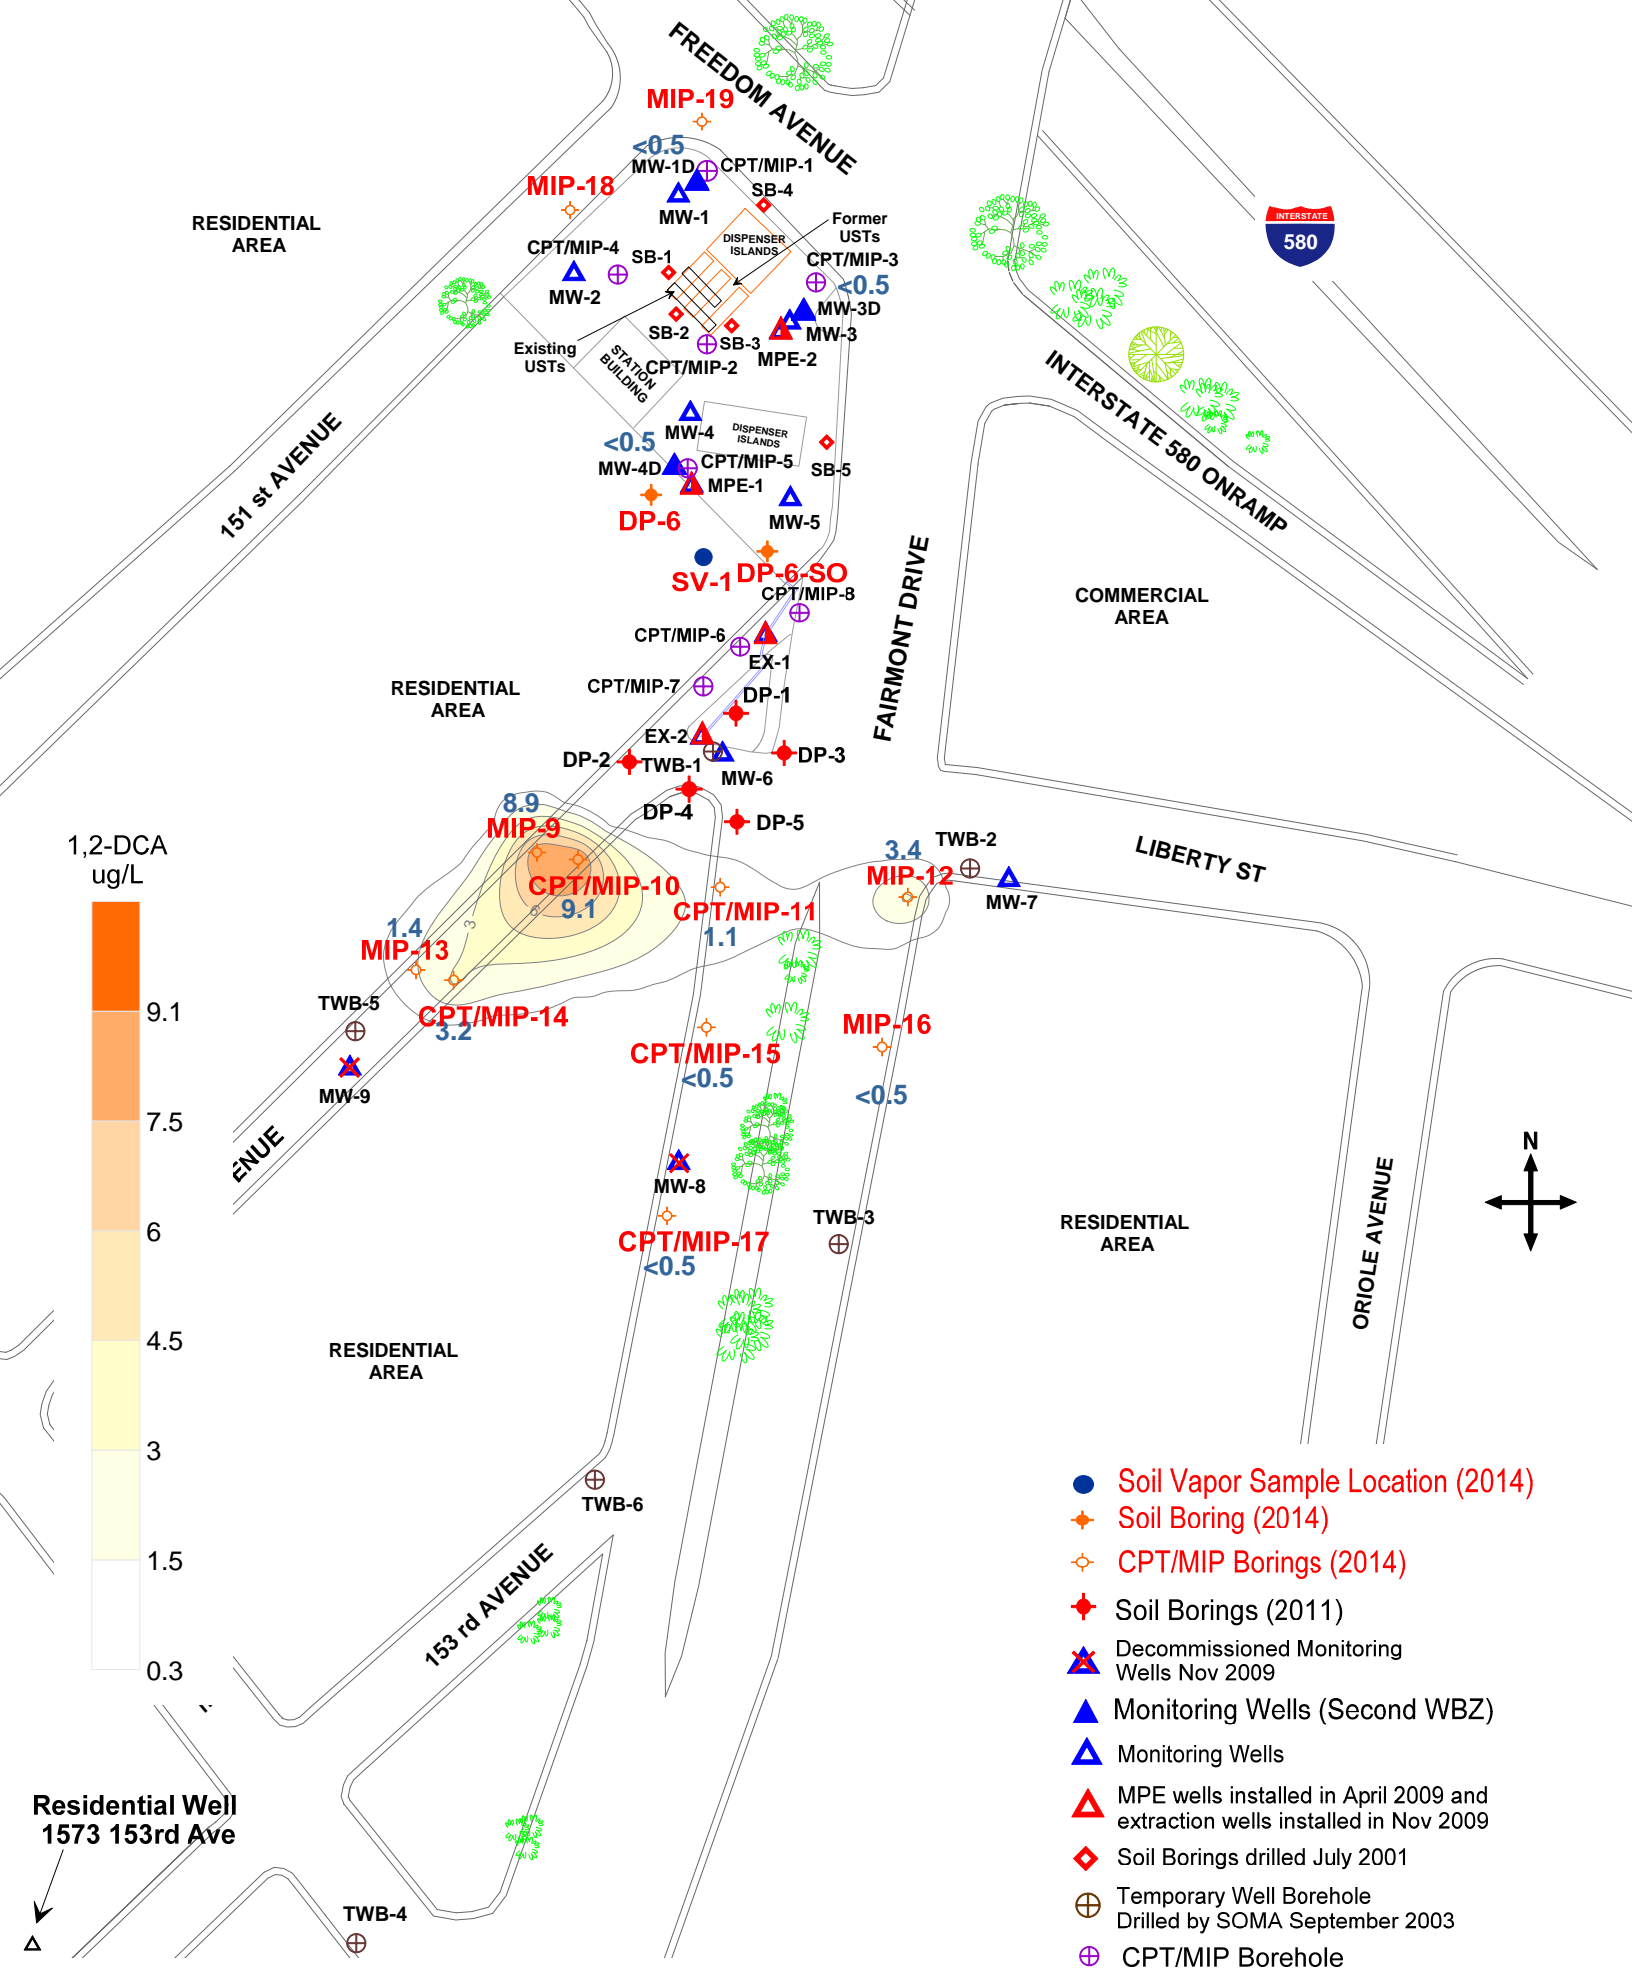 FREEDOM AVENUE
MIP-19
<0.5
MW-1D
CPT/MIP-1
MIP-18
SB-4
MW-1
RESIDENTIAL
AREA
Former
USTs
DISPENSER
ISLANDS
INTERSTATE
580
CPT/MIP-4
SB-1
CPT/MIP-3
<0.5
MW-2
MW-3D
SB-2
SB-3
MW-3
Existing
USTs
STATION
BUILDING
CPT/MIP-2
MPE-2
INTERSTATE 580 ONRAMP
151 st AVENUE
MW-4
DISPENSER
ISLANDS
<0.5
MW-4D
CPT/MIP-5
SB-5
MPE-1
DP-6
MW-5
SV-1
DP-6-SO
CPT/MIP-8
COMMERCIAL
AREA
FAIRMONT DRIVE
CPT/MIP-6
EX-1
RESIDENTIAL
AREA
CPT/MIP-7
DP-1
EX-2
DP-2
TWB-1
MW-6
DP-3
DP-4
DP-5
8.9
MIP-9
CPT/MIP-10
9.1
6
3
CPT/MIP-11
1.1
3.4
MIP-12
TWB-2
MW-7
LIBERTY ST
1.4
MIP-13
CPT/MIP-14
3.2
TWB-5
MW-9
CPT/MIP-15
<0.5
MIP-16
<0.5
ENUE
MW-8
CPT/MIP-17
<0.5
TWB-3
RESIDENTIAL
AREA
ORIOLE AVENUE
N
RESIDENTIAL
AREA
TWB-6
153 rd AVENUE
1,2-DCA
ug/L
9.1
7.5
6
4.5
3
1.5
0.3
Residential Well
1573 153rd Ave
TWB-4
Soil Vapor Sample Location (2014)
Soil Boring (2014)
CPT/MIP Borings (2014)
Soil Borings (2011)
Decommissioned Monitoring
Wells Nov 2009
Monitoring Wells (Second WBZ)
Monitoring Wells
MPE wells installed in April 2009 and
extraction wells installed in Nov 2009
Soil Borings drilled July 2001
Temporary Well Borehole
Drilled by SOMA September 2003
CPT/MIP Borehole